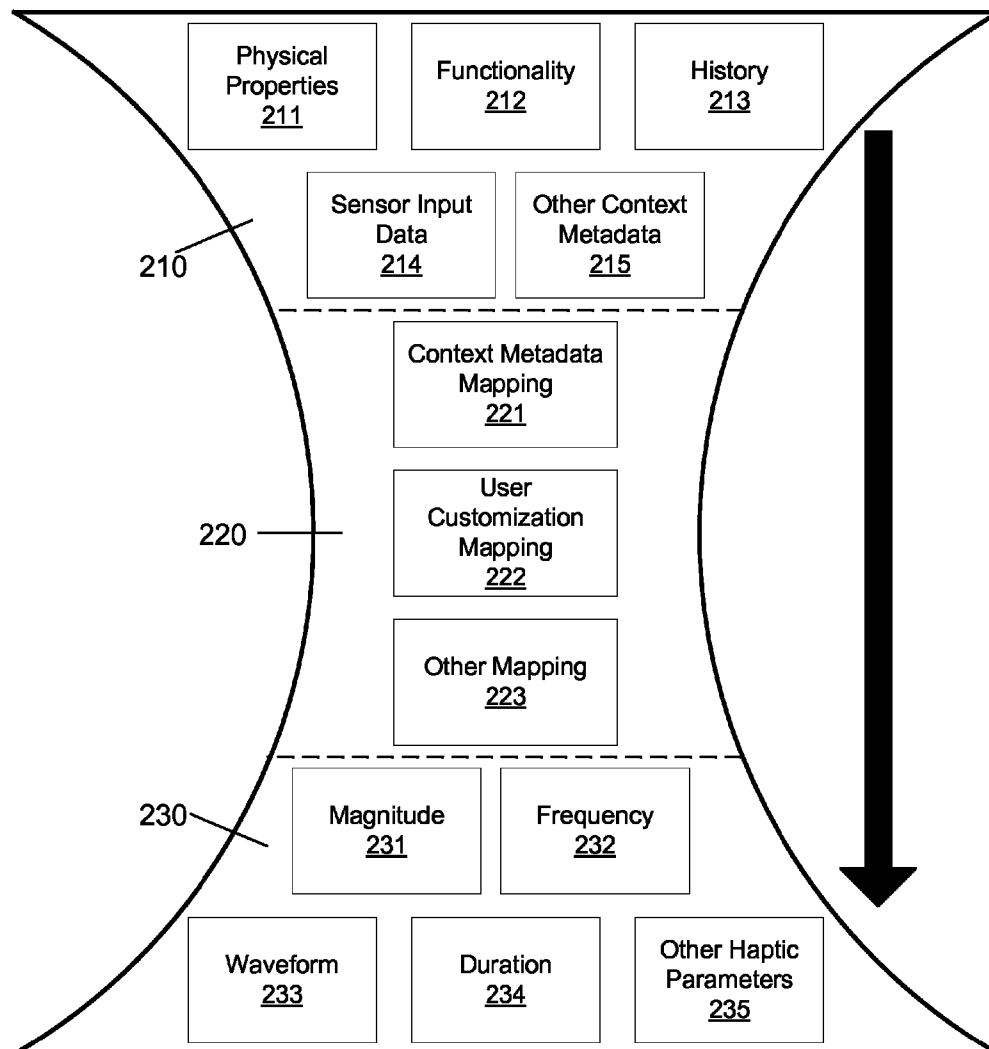 Physical
Properties
211
Functionality
212
History
213
Sensor Input
Data
214
Other Context
Metadata
215
210
Context Metadata
Mapping
221
User
Customization
Mapping
222
220
Other Mapping
223
230
Magnitude
231
Frequency
232
Waveform
233
Duration
234
Other Haptic
Parameters
235